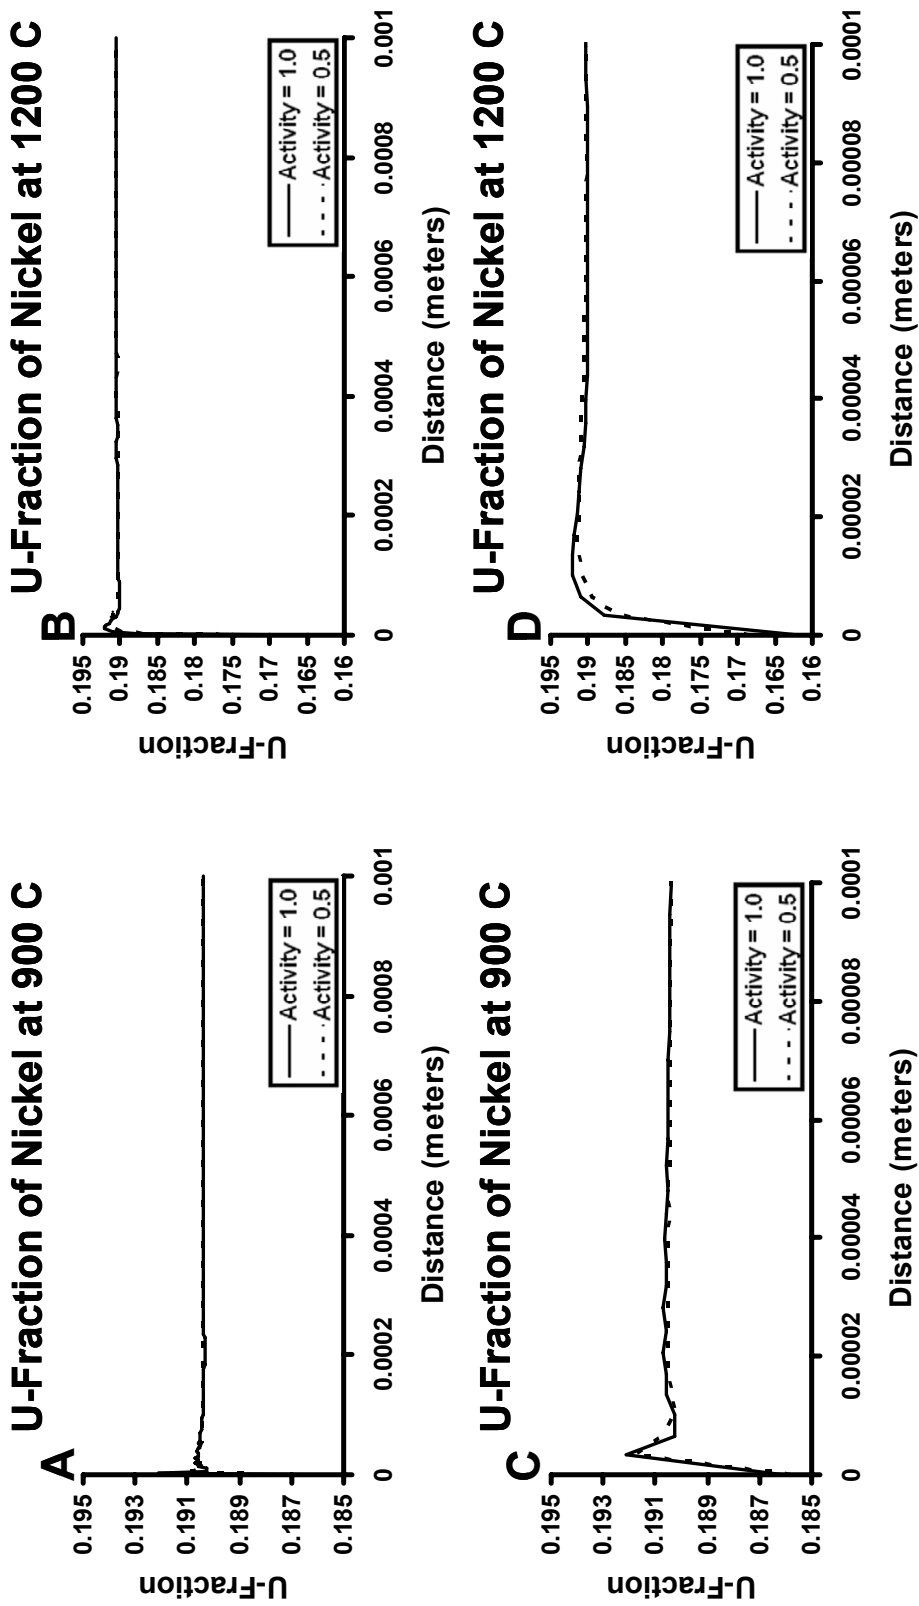 A
U-Fraction of Nickel at 900 C
0.195
0.193
0.191
0.189
0.187
0.185
U-Fraction
0
0.0002
0.0004
0.0006
0.0008
0.001
Distance (meters)
Activity = 1.0
Activity = 0.5
B
U-Fraction of Nickel at 1200 C
0.195
0.19
0.185
0.18
0.175
0.17
0.165
0.16
U-Fraction
0
0.0002
0.0004
0.0006
0.0008
0.001
Distance (meters)
Activity = 1.0
Activity = 0.5
C
U-Fraction of Nickel at 900 C
0.195
0.193
0.191
0.189
0.187
0.185
U-Fraction
0
0.00002
0.00004
0.00006
0.00008
0.0001
Distance (meters)
Activity = 1.0
Activity = 0.5
D
U-Fraction of Nickel at 1200 C
0.195
0.19
0.185
0.18
0.175
0.17
0.165
0.16
U-Fraction
0
0.00002
0.00004
0.00006
0.00008
0.0001
Distance (meters)
Activity = 1.0
Activity = 0.5